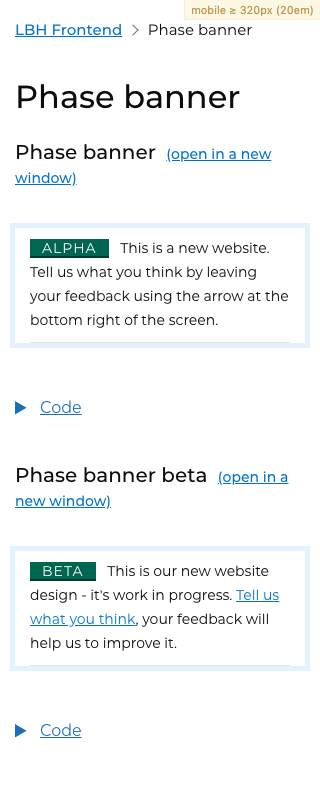 mobile ≥ 320px (20em)
LBH Frontend > Phase banner
Phase banner
Phase banner (open in a new
window)
ALPHA This is a new website.
Tell us what you think by leaving
your feedback using the arrow at the
bottom right of the screen.
Code
Phase banner beta (open in a
new window)
BETA This is our new website
design - it's work in progress. Tell us
what you think, your feedback will
help us to improve it.
Code